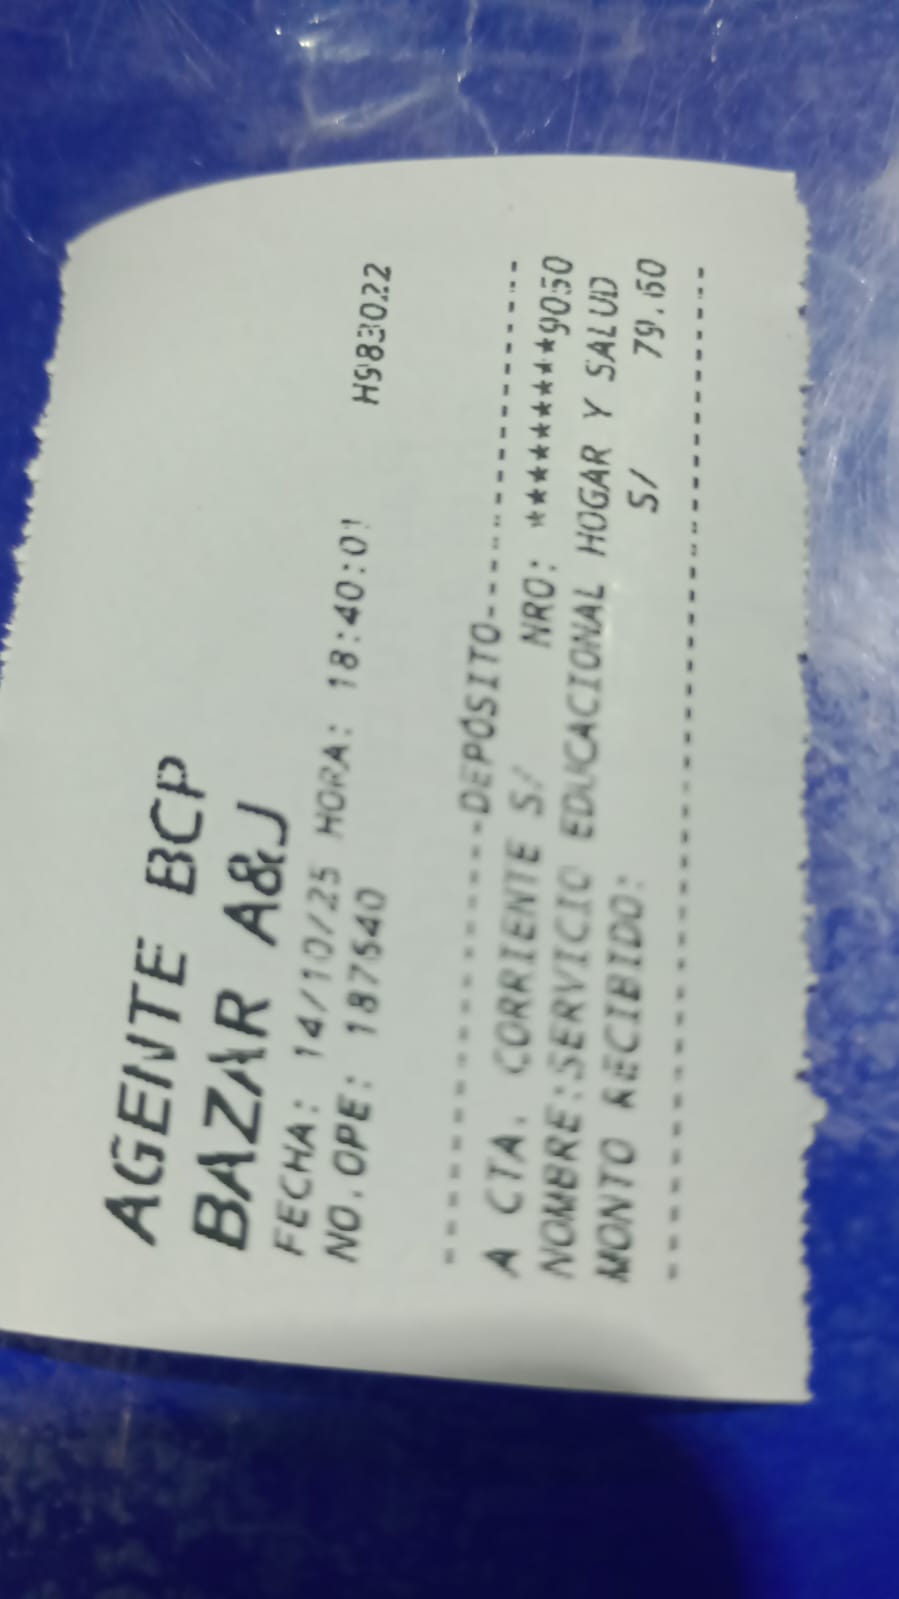 AGENTE BCP
BAZAR A&J
FECHA: 14/10/25 HORA: 18:40:01
NO.OPE: 187640 H983022
--------------DEPOSITO--------------
A CTA. CORRIENTE S/ NRO: *********9050
NOMBRE:SERVICIO EDUCACIONAL HOGAR Y SALUD
MONTO RECIBIDO: S/ 79.60